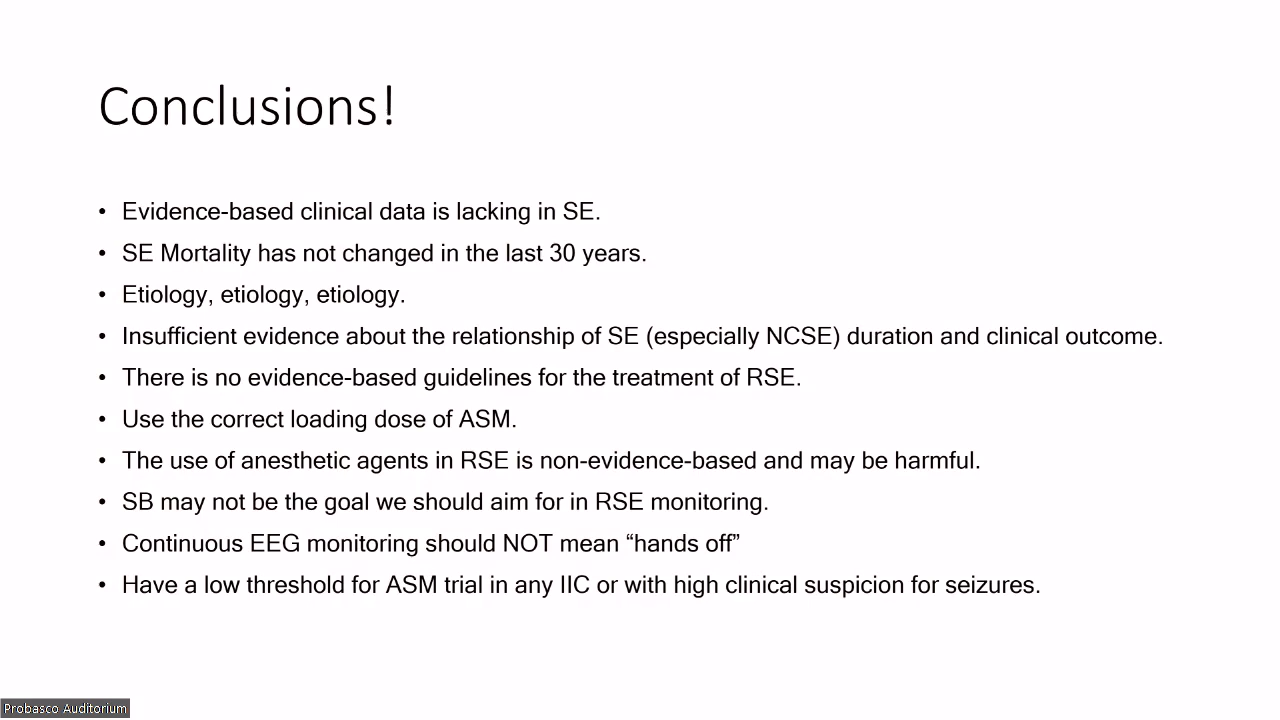 Conclusions!
• Evidence-based clinical data is lacking in SE.
• SE Mortality has not changed in the last 30 years.
• Etiology, etiology, etiology.
• Insufficient evidence about the relationship of SE (especially NCSE) duration and clinical outcome.
• There is no evidence-based guidelines for the treatment of RSE.
• Use the correct loading dose of ASM.
• The use of anesthetic agents in RSE is non-evidence-based and may be harmful.
• SB may not be the goal we should aim for in RSE monitoring.
• Continuous EEG monitoring should NOT mean “hands off”
• Have a low threshold for ASM trial in any IIC or with high clinical suspicion for seizures.
Probasco Auditorium